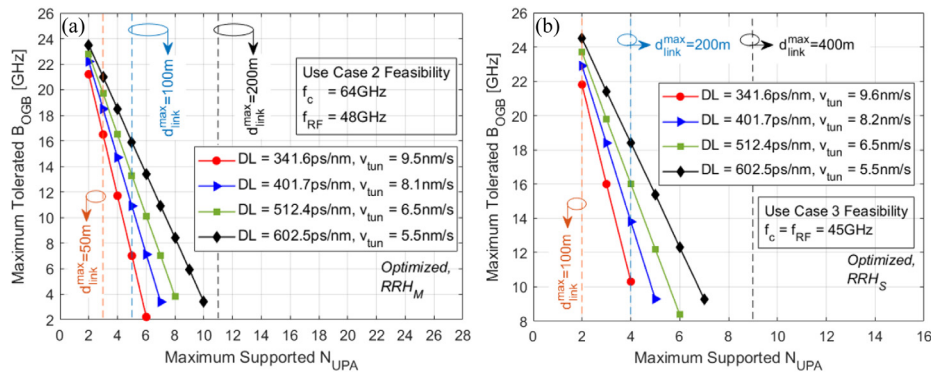 (a)
Maximum Tolerated B_OGB [GHz]
26
24
22
20
18
16
14
12
10
8
6
4
2
d_link^max=50m
d_link^max=100m
d_link^max=200m
Use Case 2 Feasibility
f_c = 64GHz
f_RF = 48GHz
DL = 341.6ps/nm, v_tun = 9.5nm/s
DL = 401.7ps/nm, v_tun = 8.1nm/s
DL = 512.4ps/nm, v_tun = 6.5nm/s
DL = 602.5ps/nm, v_tun = 5.5nm/s
Optimized,
RRH_M
0 2 4 6 8 10 12 14 16 18 20 22 24 26 28
Maximum Supported N_UPA
(b)
Maximum Tolerated B_OGB [GHz]
26
24
22
20
18
16
14
12
10
8
d_link^max=100m
d_link^max=200m
d_link^max=400m
DL = 341.6ps/nm, v_tun = 9.6nm/s
DL = 401.7ps/nm, v_tun = 8.2nm/s
DL = 512.4ps/nm, v_tun = 6.5nm/s
DL = 602.5ps/nm, v_tun = 5.5nm/s
Use Case 3 Feasibility
f_c = f_RF = 45GHz
Optimized,
RRH_S
0 2 4 6 8 10 12 14 16
Maximum Supported N_UPA